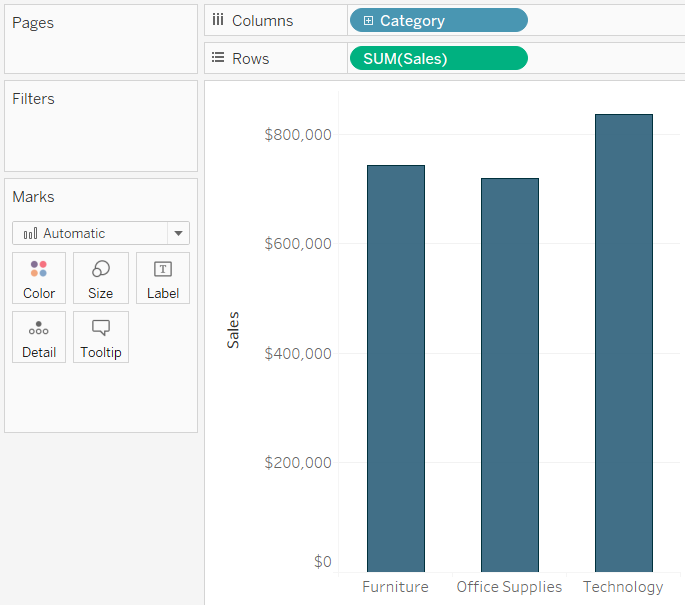 Pages
Columns
Category
Rows
SUM(Sales)
Filters
Marks
Automatic
Color
Size
T
Label
Detail
Tooltip
Sales
$800,000
$600,000
$400,000
$200,000
$0
Furniture
Office Supplies
Technology